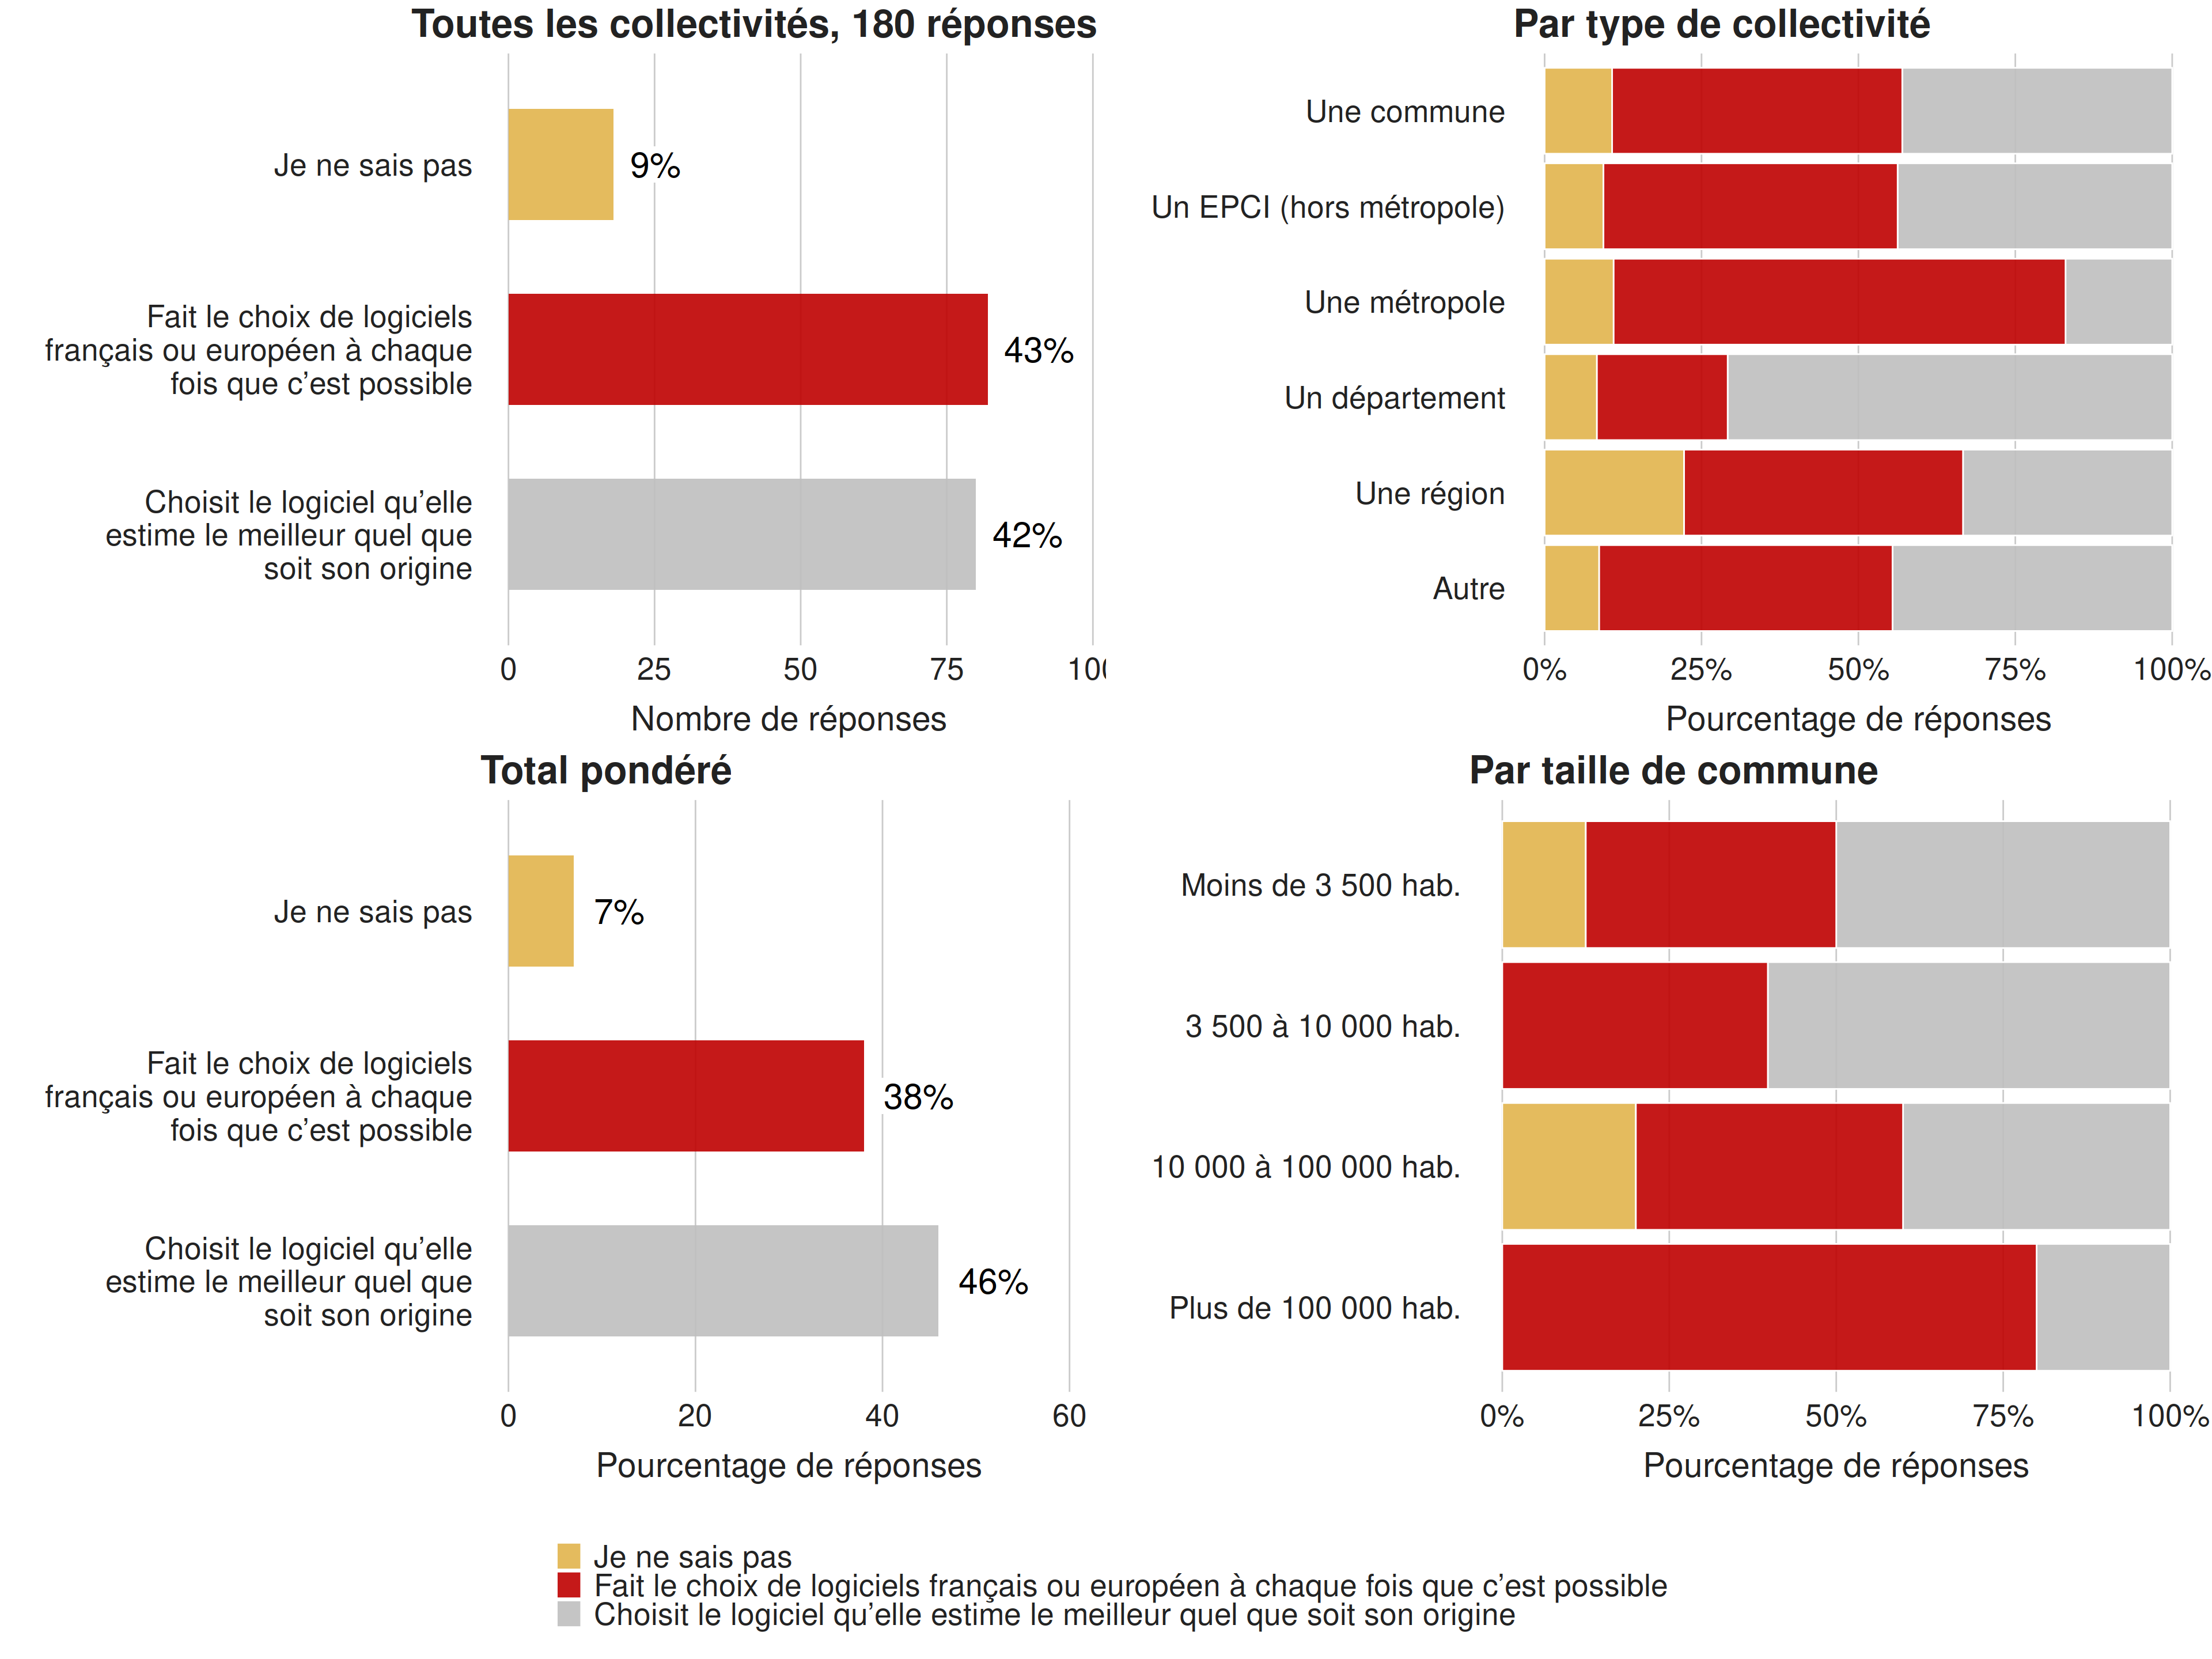 Toutes les collectivités, 180 réponses
Je ne sais pas
9%
Fait le choix de logiciels
français ou européen à chaque
fois que c’est possible
43%
Choisit le logiciel qu’elle
estime le meilleur quel que
soit son origine
42%
0 25 50 75 100
Nombre de réponses
Par type de collectivité
Une commune
Un EPCI (hors métropole)
Une métropole
Un département
Une région
Autre
0% 25% 50% 75% 100%
Pourcentage de réponses
Total pondéré
Je ne sais pas
7%
Fait le choix de logiciels
français ou européen à chaque
fois que c’est possible
38%
Choisit le logiciel qu’elle
estime le meilleur quel que
soit son origine
46%
0 20 40 60
Pourcentage de réponses
Par taille de commune
Moins de 3 500 hab.
3 500 à 10 000 hab.
10 000 à 100 000 hab.
Plus de 100 000 hab.
0% 25% 50% 75% 100%
Pourcentage de réponses
Je ne sais pas
Fait le choix de logiciels français ou européen à chaque fois que c’est possible
Choisit le logiciel qu’elle estime le meilleur quel que soit son origine